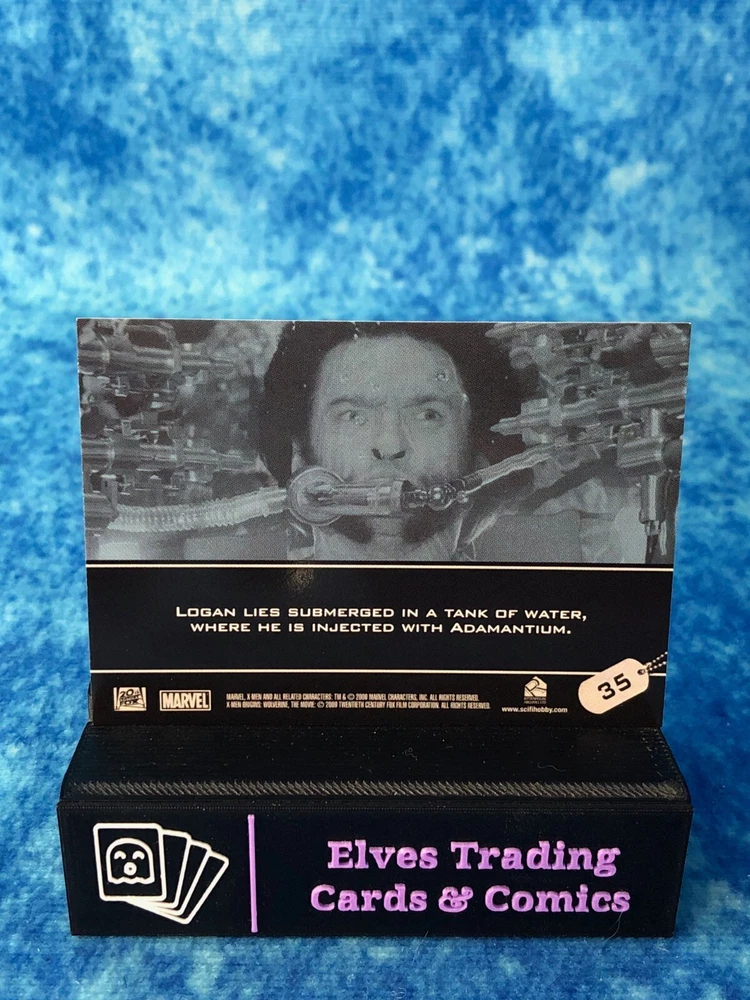 LOGAN LIES SUBMERGED IN A TANK OF WATER,
WHERE HE IS INJECTED WITH ADAMANTIUM.
35
20th CENTURY FOX
MARVEL
MARVEL, X-MEN AND ALL RELATED CHARACTERS: TM & © 2009 MARVEL CHARACTERS, INC. ALL RIGHTS RESERVED.
X-MEN ORIGINS: WOLVERINE, THE MOVIE: © 2009 TWENTIETH CENTURY FOX FILM CORPORATION. ALL RIGHTS RESERVED.
www.scifihobby.com
Elves Trading
Cards & Comics